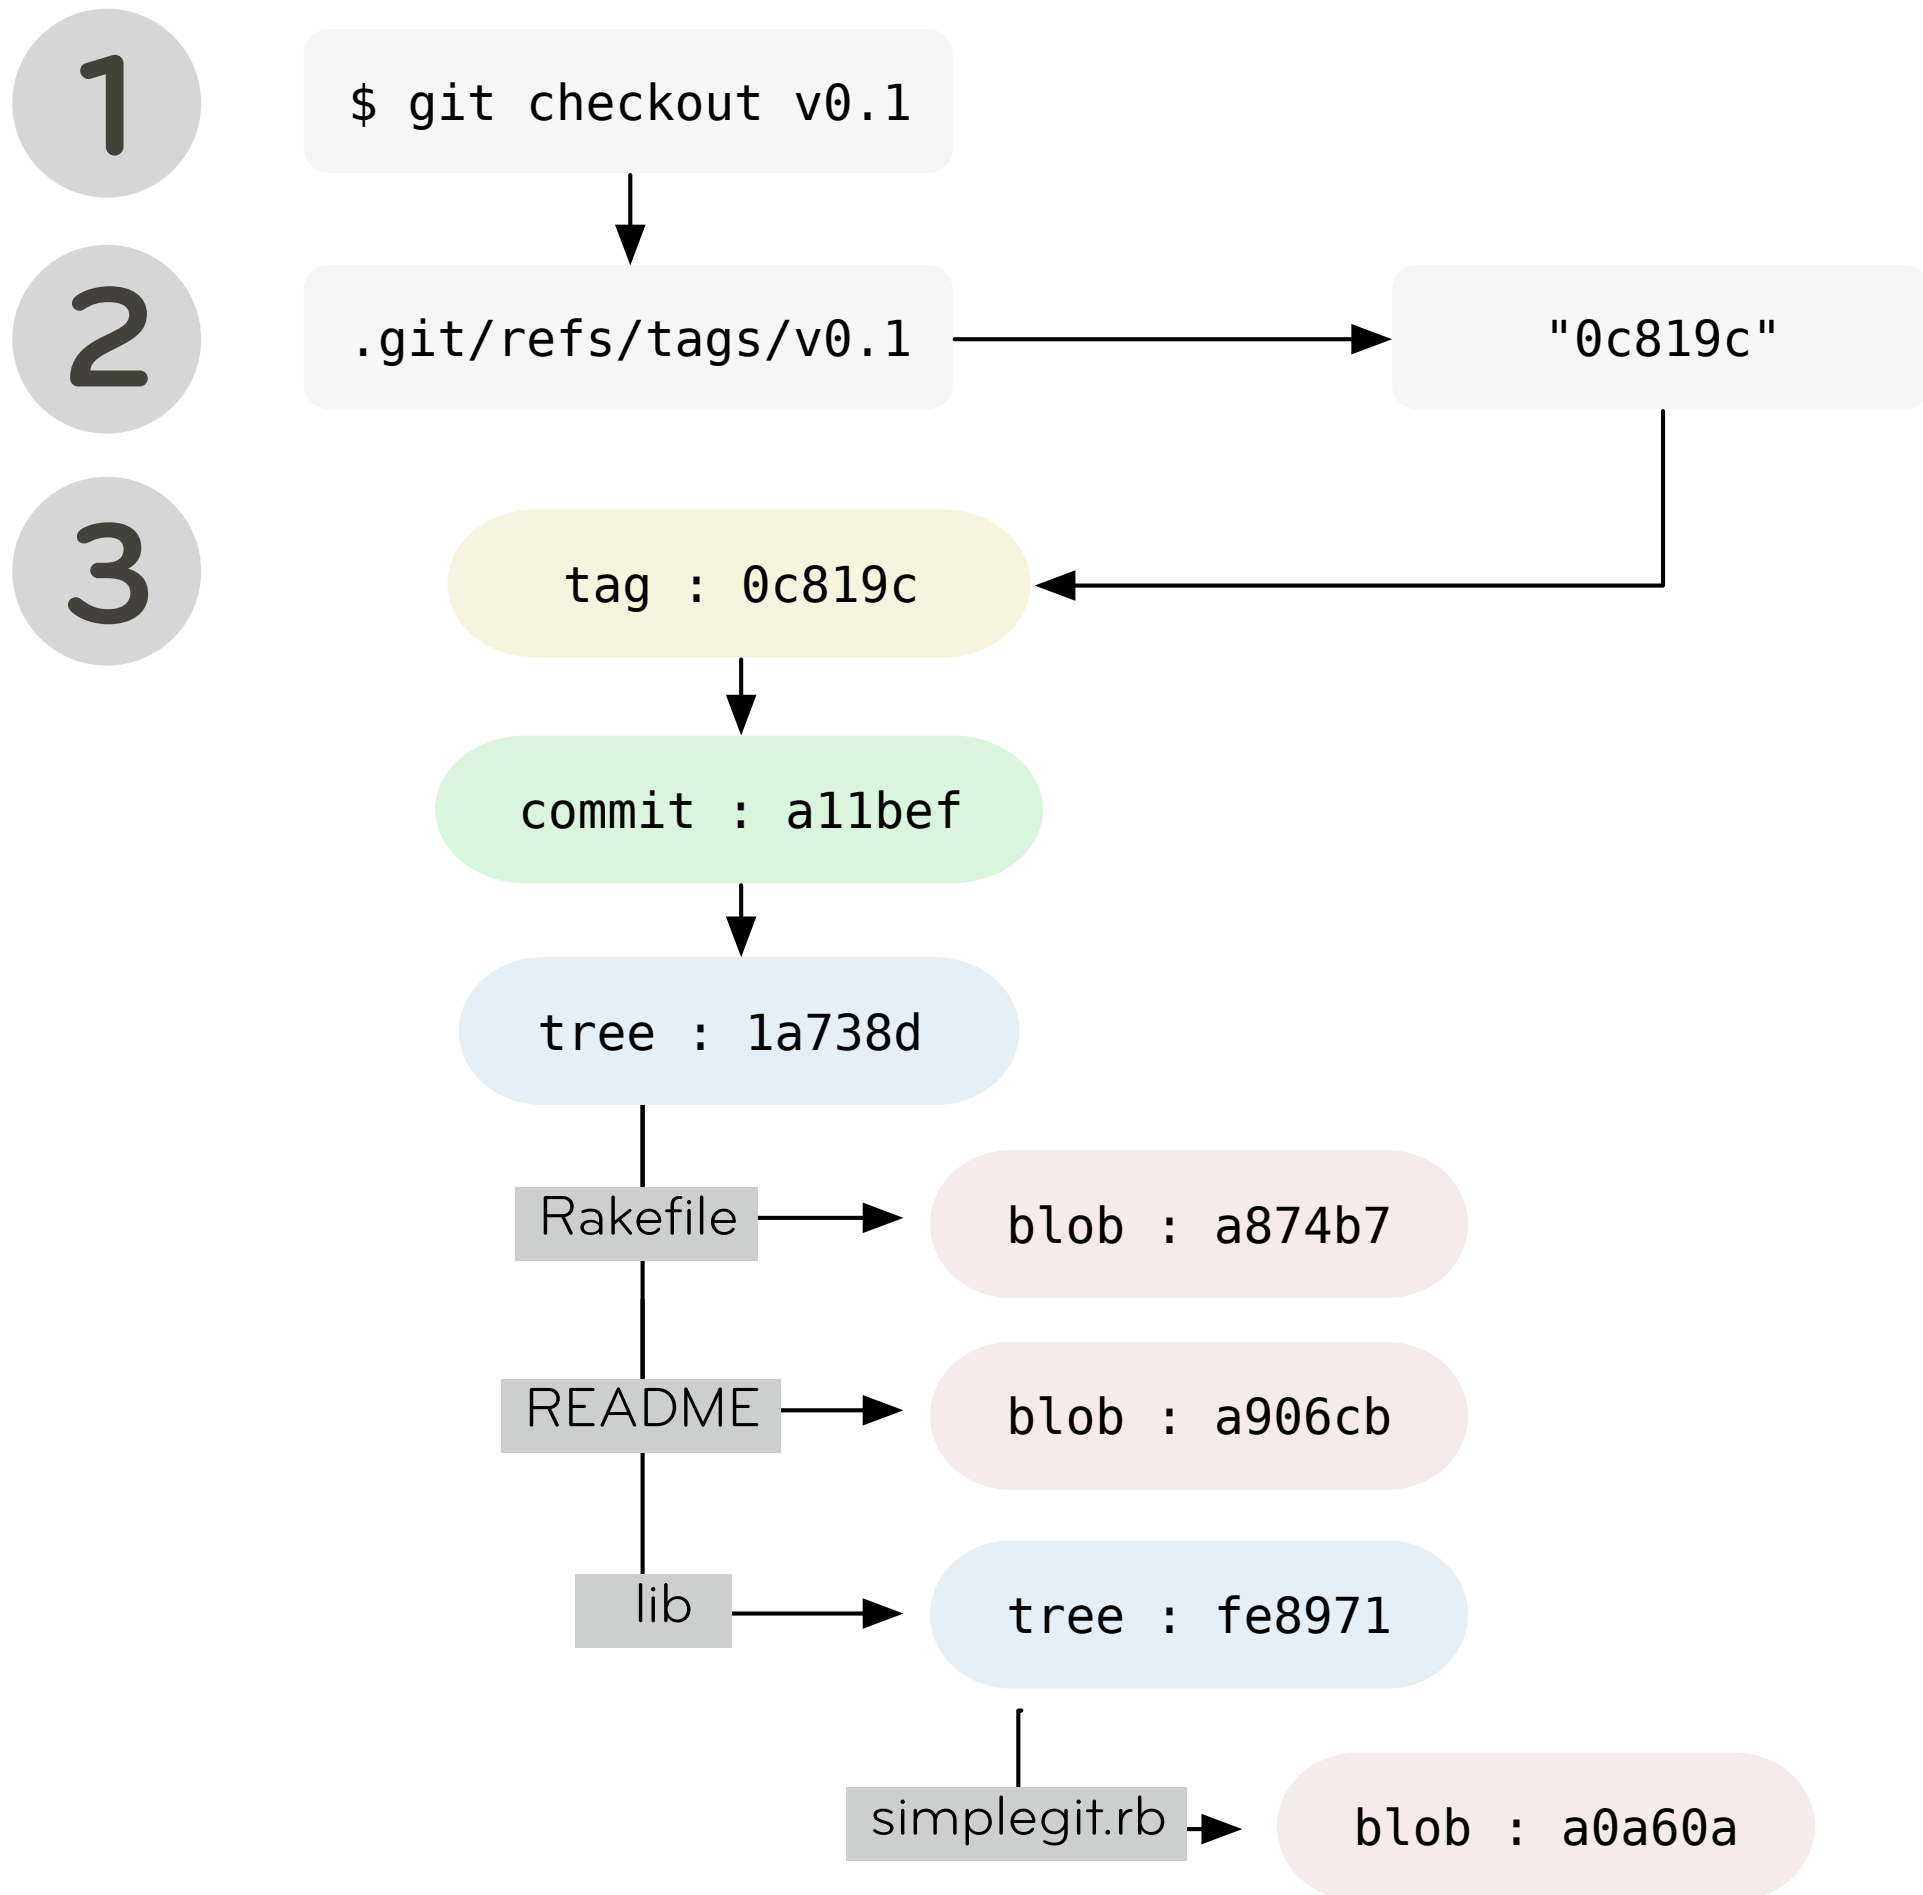 1
$ git checkout v0.1
2
.git/refs/tags/v0.1
"0c819c"
3
tag : 0c819c
commit : a11bef
tree : 1a738d
Rakefile
blob : a874b7
README
blob : a906cb
lib
tree : fe8971
simplegit.rb
blob : a0a60a